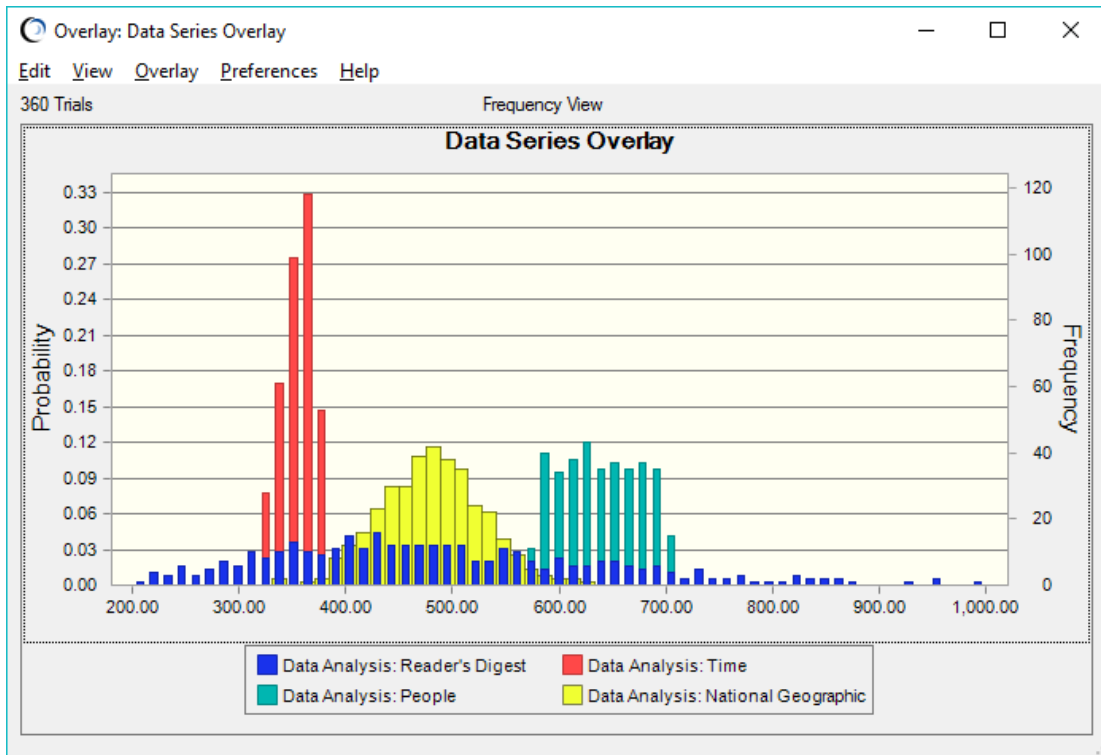 Overlay: Data Series Overlay
Edit View Overlay Preferences Help
360 Trials Frequency View
Data Series Overlay
0.33 120
0.30
0.27 100
0.24
80
0.21
0.18 60
0.15
0.12 40
0.09
0.06 20
0.03
0.00 0
Probability
Frequency
200.00 300.00 400.00 500.00 600.00 700.00 800.00 900.00 1,000.00
Data Analysis: Reader's Digest Data Analysis: Time
Data Analysis: People Data Analysis: National Geographic